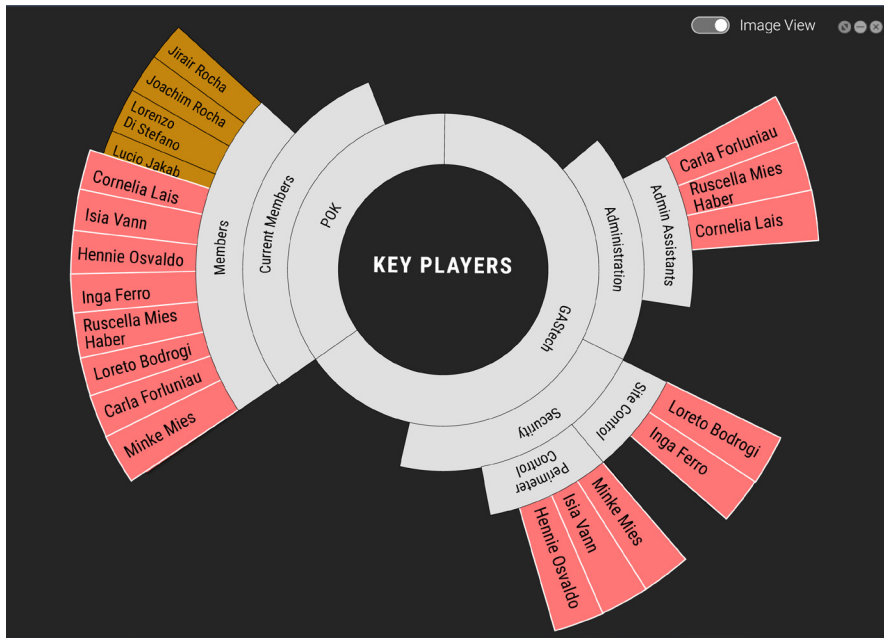 Image View
KEY PLAYERS
POK
Current Members
Members
Jirair Rocha
Joachim Rocha
Lorenzo
Di Stefano
Lucio Jakab
Cornelia Lais
Isia Vann
Hennie Osvaldo
Inga Ferro
Ruscella Mies
Haber
Loreto Bodrogi
Carla Forluniau
Minke Mies
GAStech
Administration
Admin Assistants
Carla Forluniau
Ruscella Mies
Haber
Cornelia Lais
Security
Site Control
Loreto Bodrogi
Inga Ferro
Perimeter
Control
Minke Mies
Isia Vann
Hennie Osvaldo